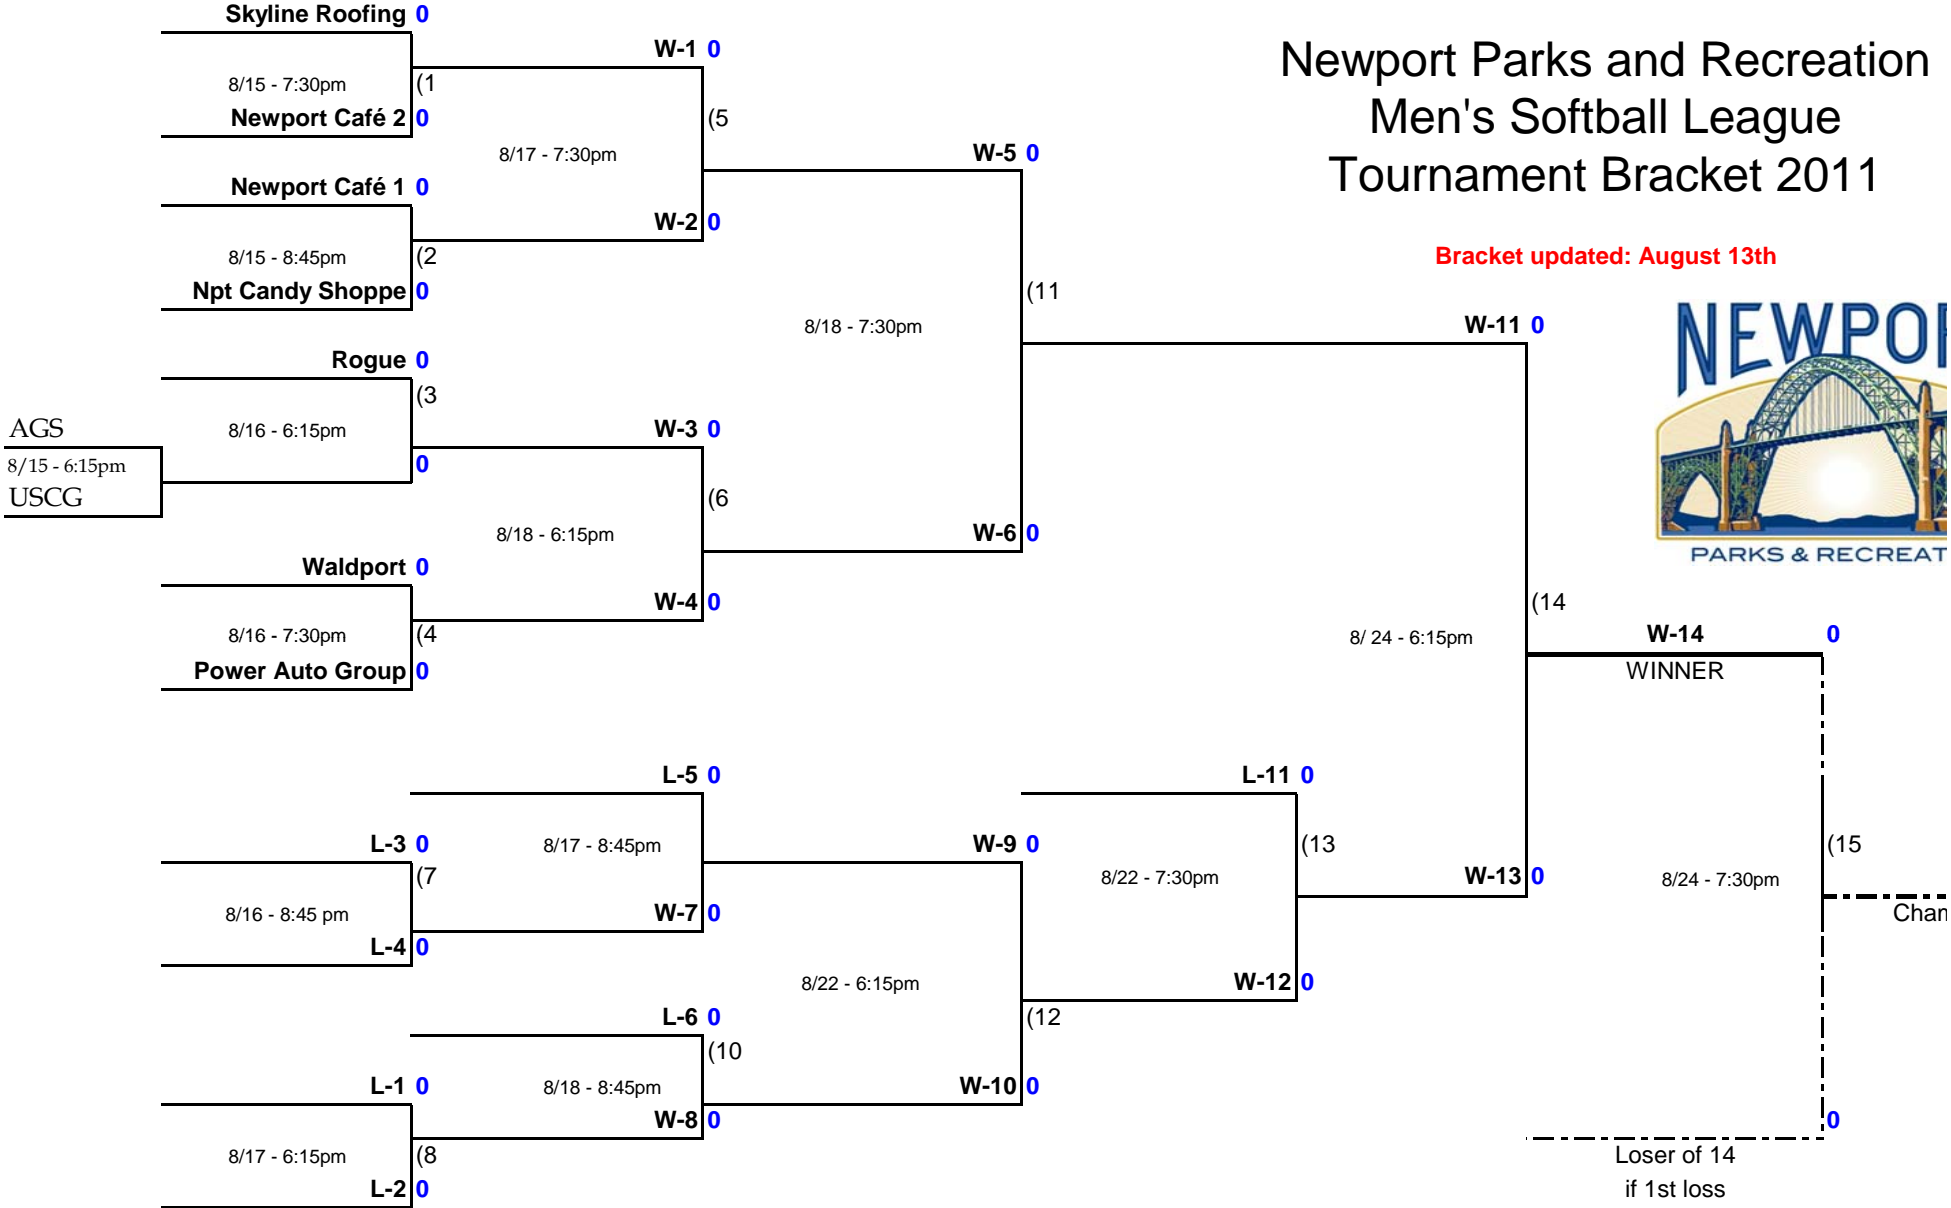 Skyline Roofing 0
8/15 - 7:30pm
(1
Newport Café 2 0
W-1 0
8/17 - 7:30pm
(5
Newport Café 1 0
W-2 0
8/15 - 8:45pm
(2
Npt Candy Shoppe 0
W-5 0
8/18 - 7:30pm
(11
Rogue 0
(3
8/16 - 6:15pm
0
AGS
8/15 - 6:15pm
USCG
W-3 0
(6
8/18 - 6:15pm
W-6 0
Waldport 0
W-4 0
8/16 - 7:30pm
(4
Power Auto Group 0
Newport Parks and Recreation
Men's Softball League
Tournament Bracket 2011
Bracket updated: August 13th
W-11 0
PARKS & RECREAT
(14
8/ 24 - 6:15pm
W-14 0
WINNER
L-5 0
L-3 0
(7
8/17 - 8:45pm
8/16 - 8:45 pm
W-7 0
L-4 0
W-9 0
L-11 0
(13
8/22 - 7:30pm
W-13 0
8/24 - 7:30pm
(15
Cham
8/22 - 6:15pm
W-12 0
(12
L-6 0
(10
L-1 0
8/18 - 8:45pm
W-8 0
W-10 0
8/17 - 6:15pm
(8
L-2 0
0
Loser of 14
if 1st loss